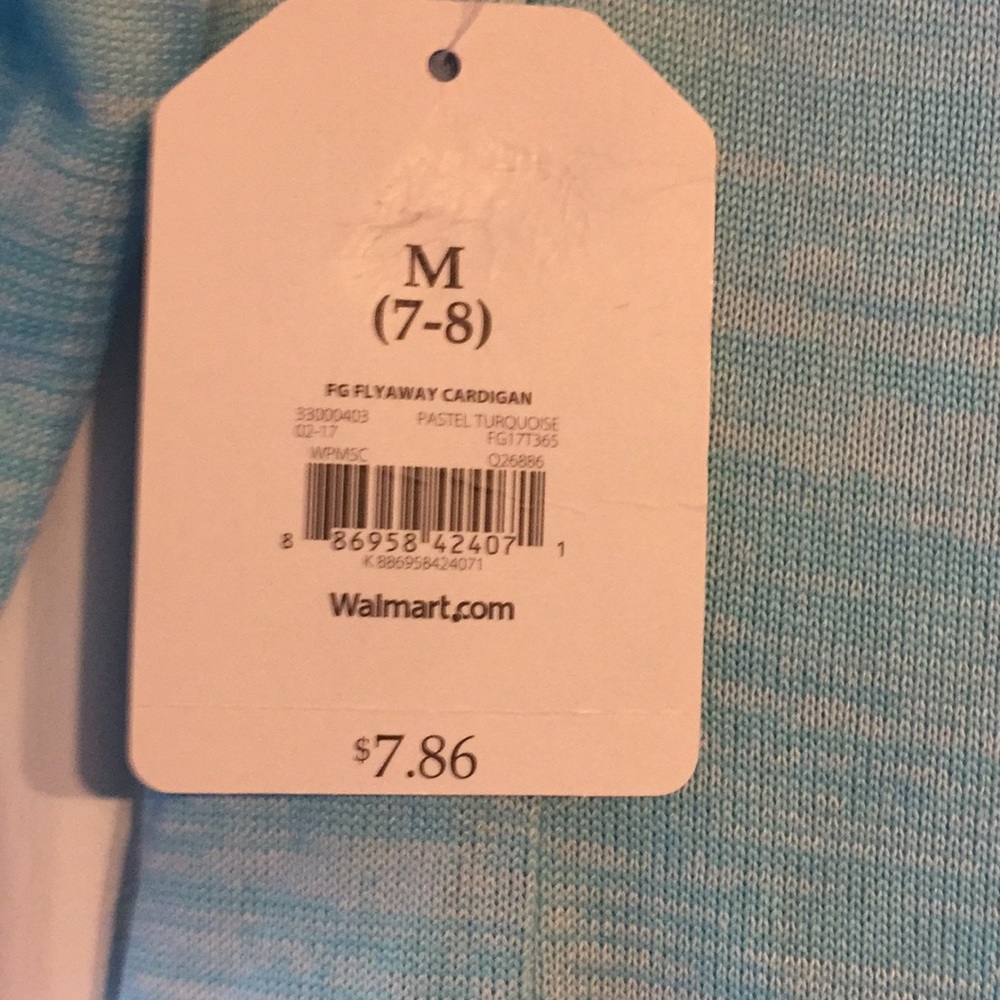 M
(7-8)
FG FLYAWAY CARDIGAN
33000403 PASTEL TURQUOISE
02-17 FG17T365
WPMSC Q26886
8 86958 42407 1
K 886958424071
Walmart.com
$7.86